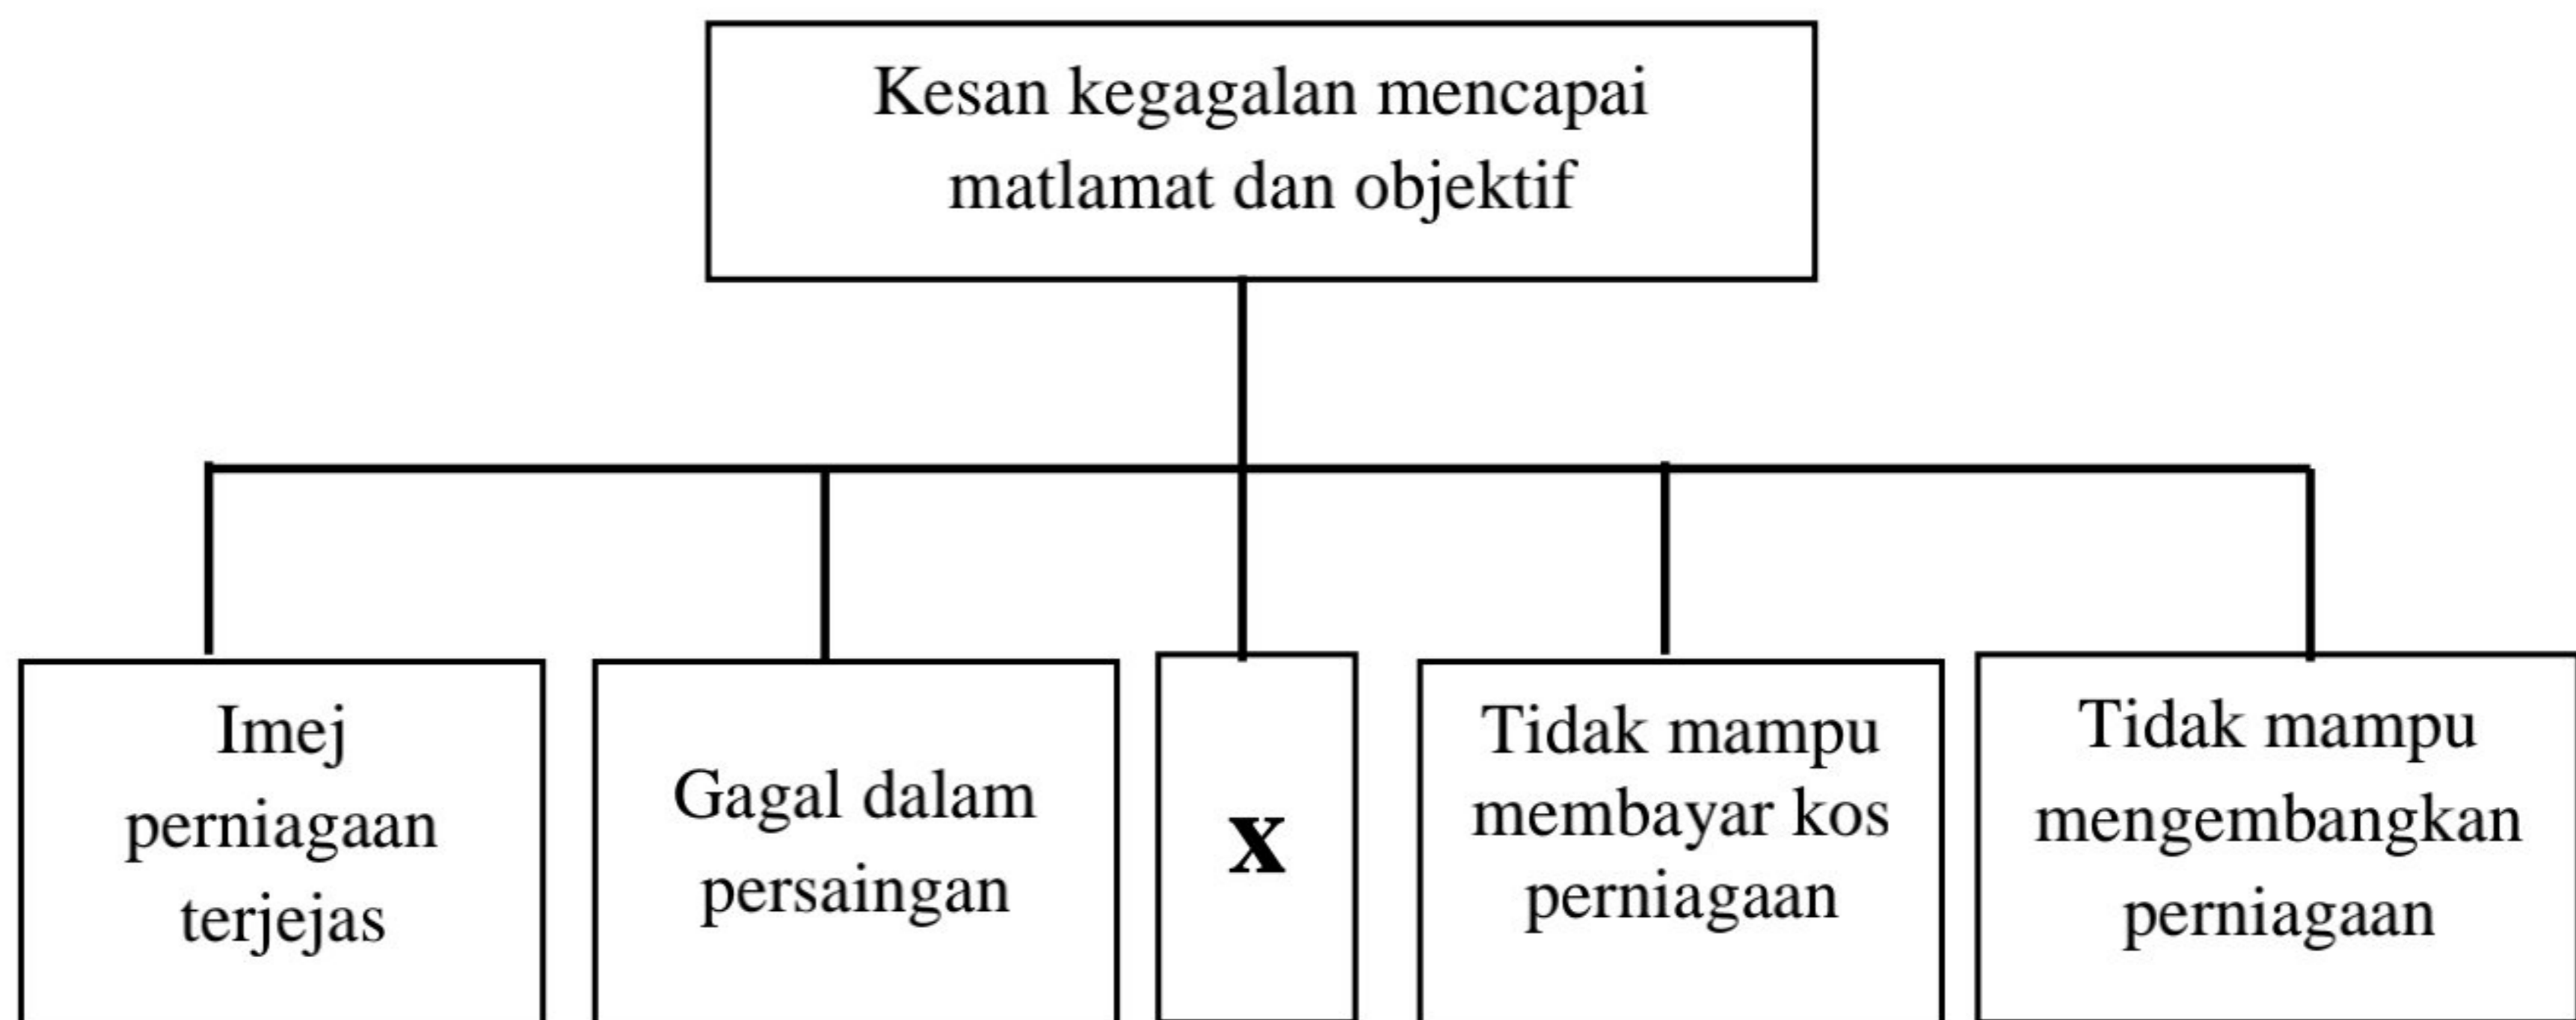 Kesan kegagalan mencapai
matlamat dan objektif
Imej
perniagaan
terjejas
Gagal dalam
persaingan
x
Tidak mampu
membayar kos
perniagaan
Tidak mampu
mengembangkan
perniagaan